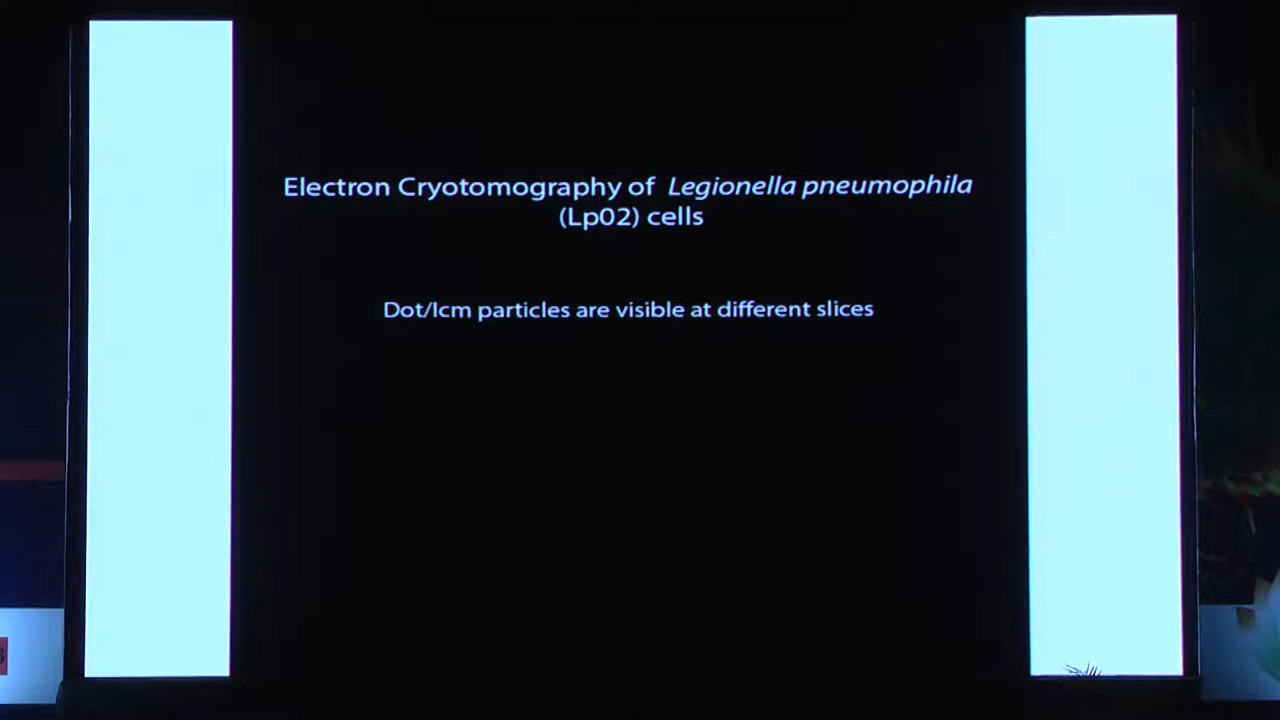 Electron Cryotomography of Legionella pneumophila
(Lp02) cells
Dot/Icm particles are visible at different slices